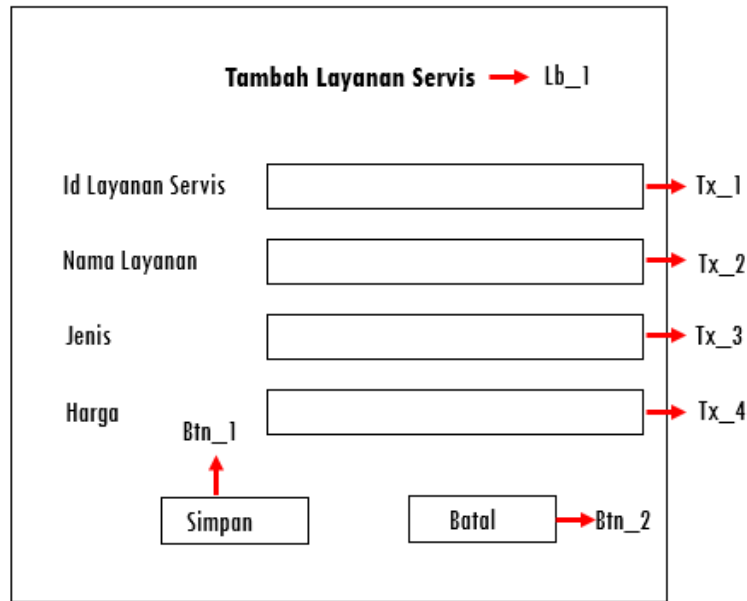 Tambah Layanan Servis Lb_1
Id Layanan Servis Tx_1
Nama Layanan Tx_2
Jenis Tx_3
Harga Tx_4
Btn_1
Simpan Batal Btn_2